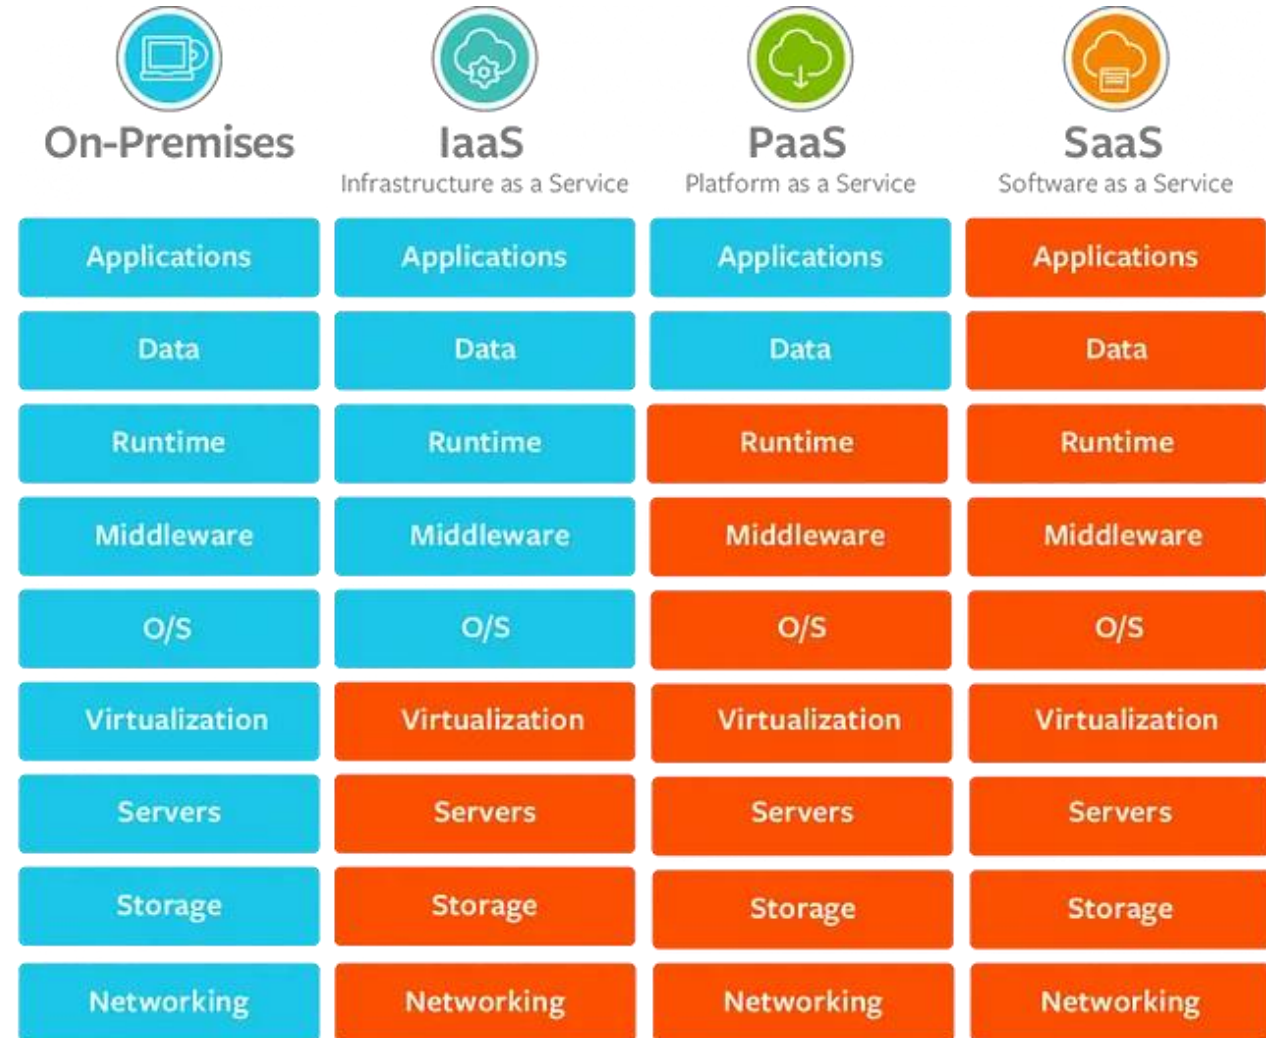 On-Premises
IaaS
Infrastructure as a Service
PaaS
Platform as a Service
SaaS
Software as a Service
Applications
Applications
Applications
Applications
Data
Data
Data
Data
Runtime
Runtime
Runtime
Runtime
Middleware
Middleware
Middleware
Middleware
O/S
O/S
O/S
O/S
Virtualization
Virtualization
Virtualization
Virtualization
Servers
Servers
Servers
Servers
Storage
Storage
Storage
Storage
Networking
Networking
Networking
Networking